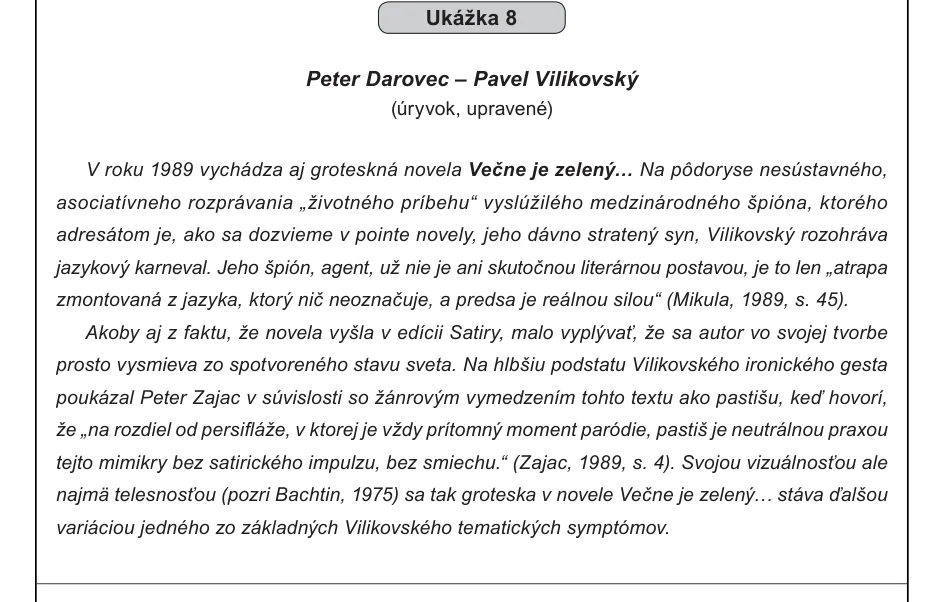 Ukážka 8
Peter Darovec – Pavel Vilikovský
(úryvok, upravené)
V roku 1989 vychádza aj groteskná novela Večne je zelený… Na pôdoryse nesústavného,
asociatívneho rozprávania „životného príbehu“ vyslúžilého medzinárodného špióna, ktorého
adresátom je, ako sa dozvieme v pointe novely, jeho dávno stratený syn, Vilikovský rozohráva
jazykový karneval. Jeho špión, agent, už nie je ani skutočnou literárnou postavou, je to len „atrapa
zmontovaná z jazyka, ktorý nič neoznačuje, a predsa je reálnou silou“ (Mikula, 1989, s. 45).
Akoby aj z faktu, že novela vyšla v edícii Satiry, malo vyplývať, že sa autor vo svojej tvorbe
prosto vysmieva zo spotvoreného stavu sveta. Na hlbšiu podstatu Vilikovského ironického gesta
poukázal Peter Zajac v súvislosti so žánrovým vymedzením tohto textu ako pastišu, keď hovorí,
že „na rozdiel od persifláže, v ktorej je vždy prítomný moment paródie, pastiš je neutrálnou praxou
tejto mimikry bez satirického impulzu, bez smiechu.“ (Zajac, 1989, s. 4). Svojou vizuálnosťou ale
najmä telesnosťou (pozri Bachtin, 1975) sa tak groteska v novele Večne je zelený… stáva ďalšou
variáciou jedného zo základných Vilikovského tematických symptómov.